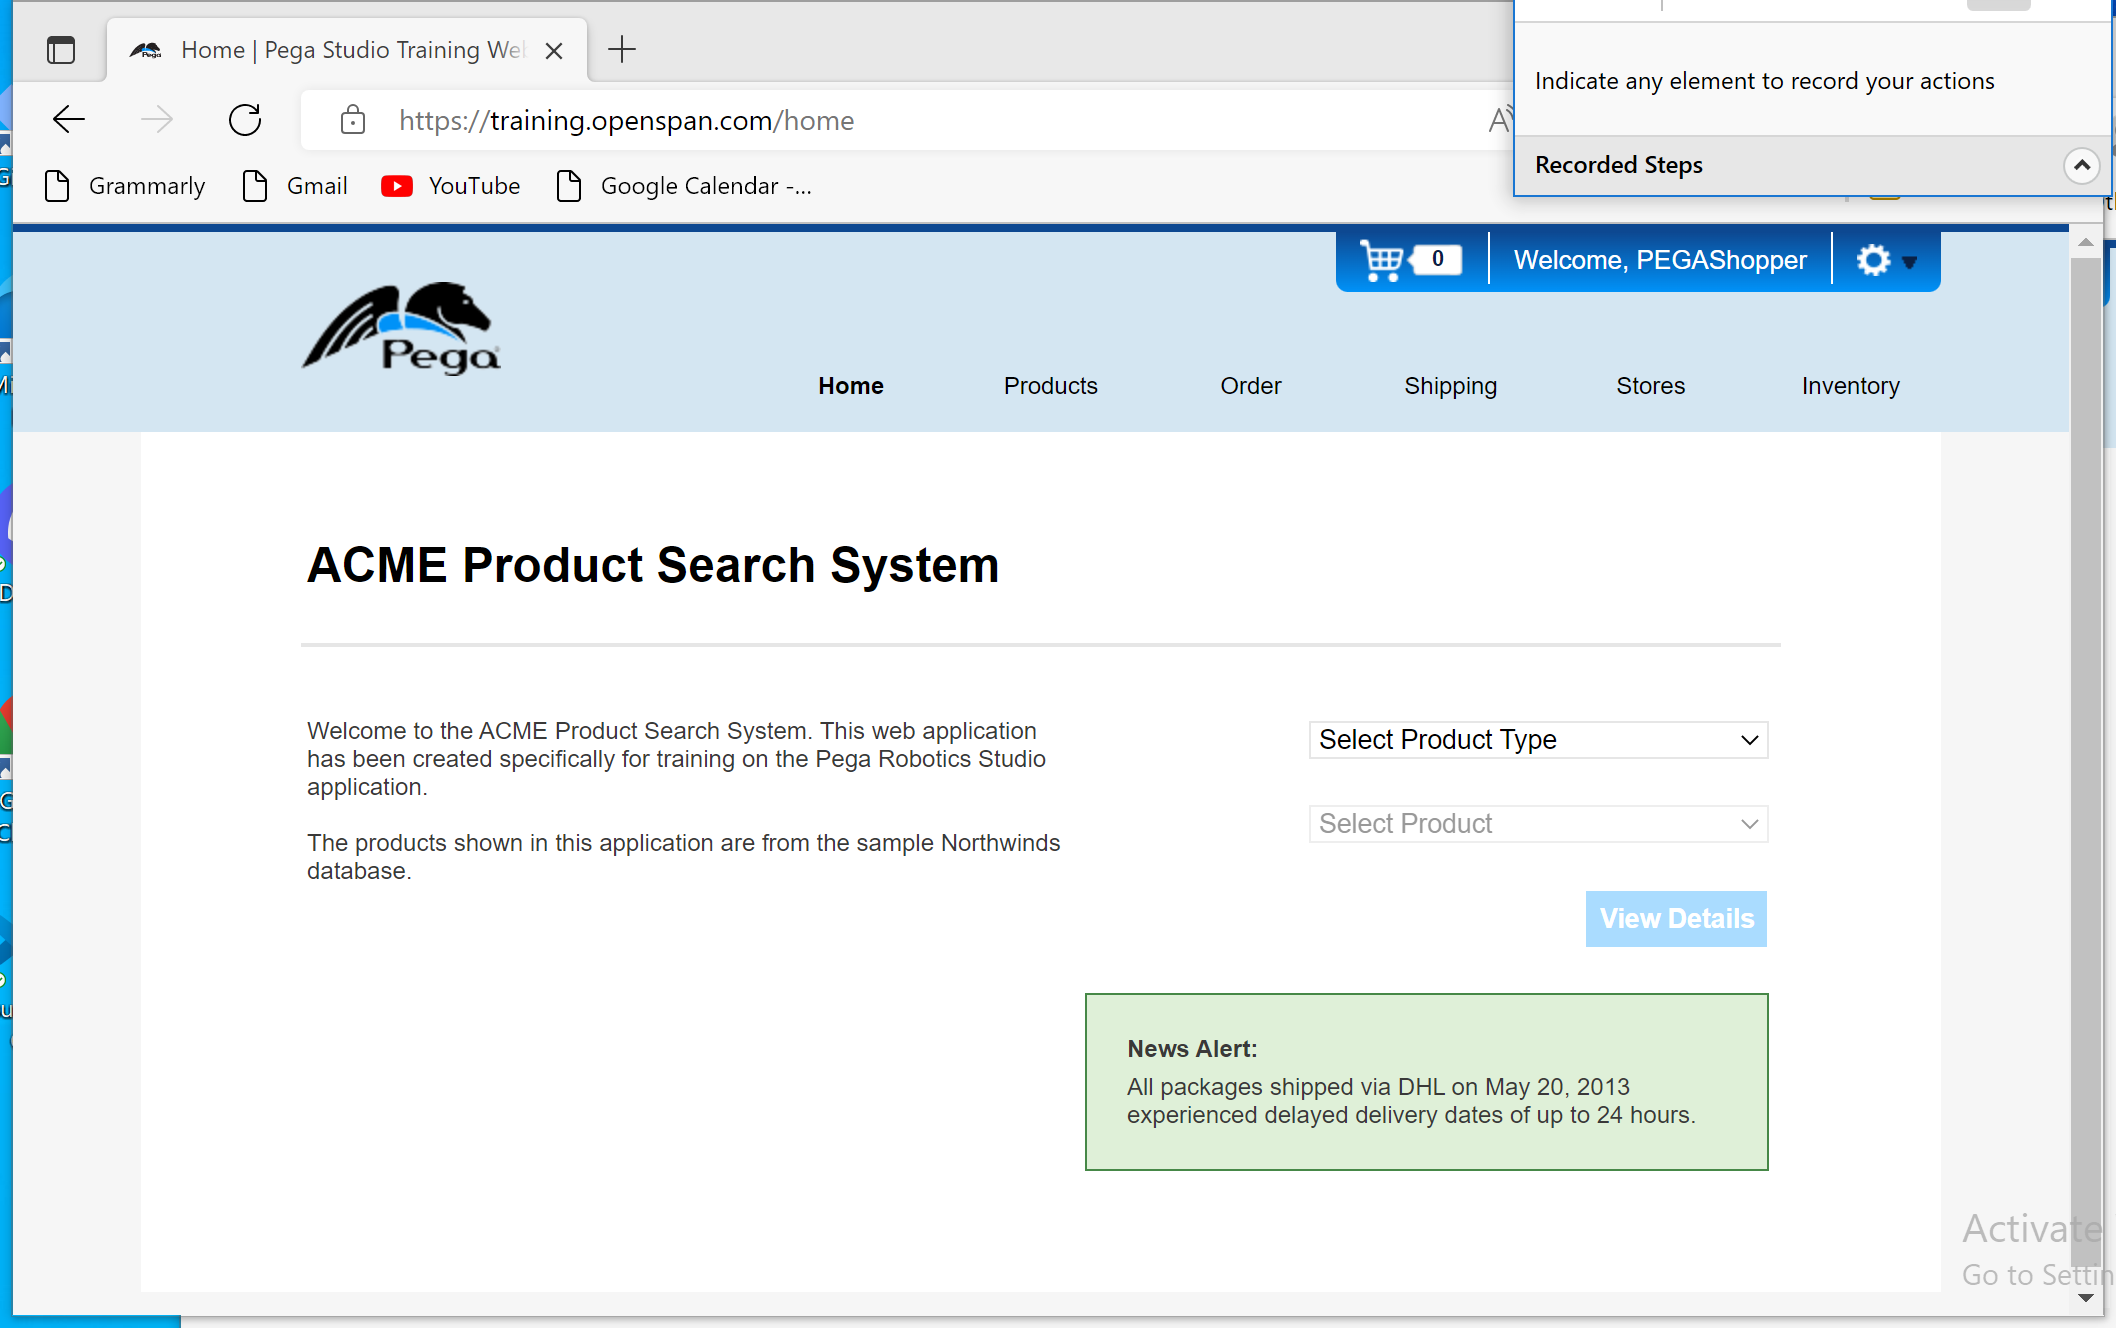 Home | Pega Studio Training Web
Indicate any element to record your actions
https://training.openspan.com/home
Recorded Steps
Grammarly
Gmail
YouTube
Google Calendar -...
0
Welcome, PEGAShopper
Pega
Home
Products
Order
Shipping
Stores
Inventory
ACME Product Search System
Welcome to the ACME Product Search System. This web application
has been created specifically for training on the Pega Robotics Studio
application.
The products shown in this application are from the sample Northwinds
database.
Select Product Type
Select Product
View Details
News Alert:
All packages shipped via DHL on May 20, 2013
experienced delayed delivery dates of up to 24 hours.
Activate
Go to Settin